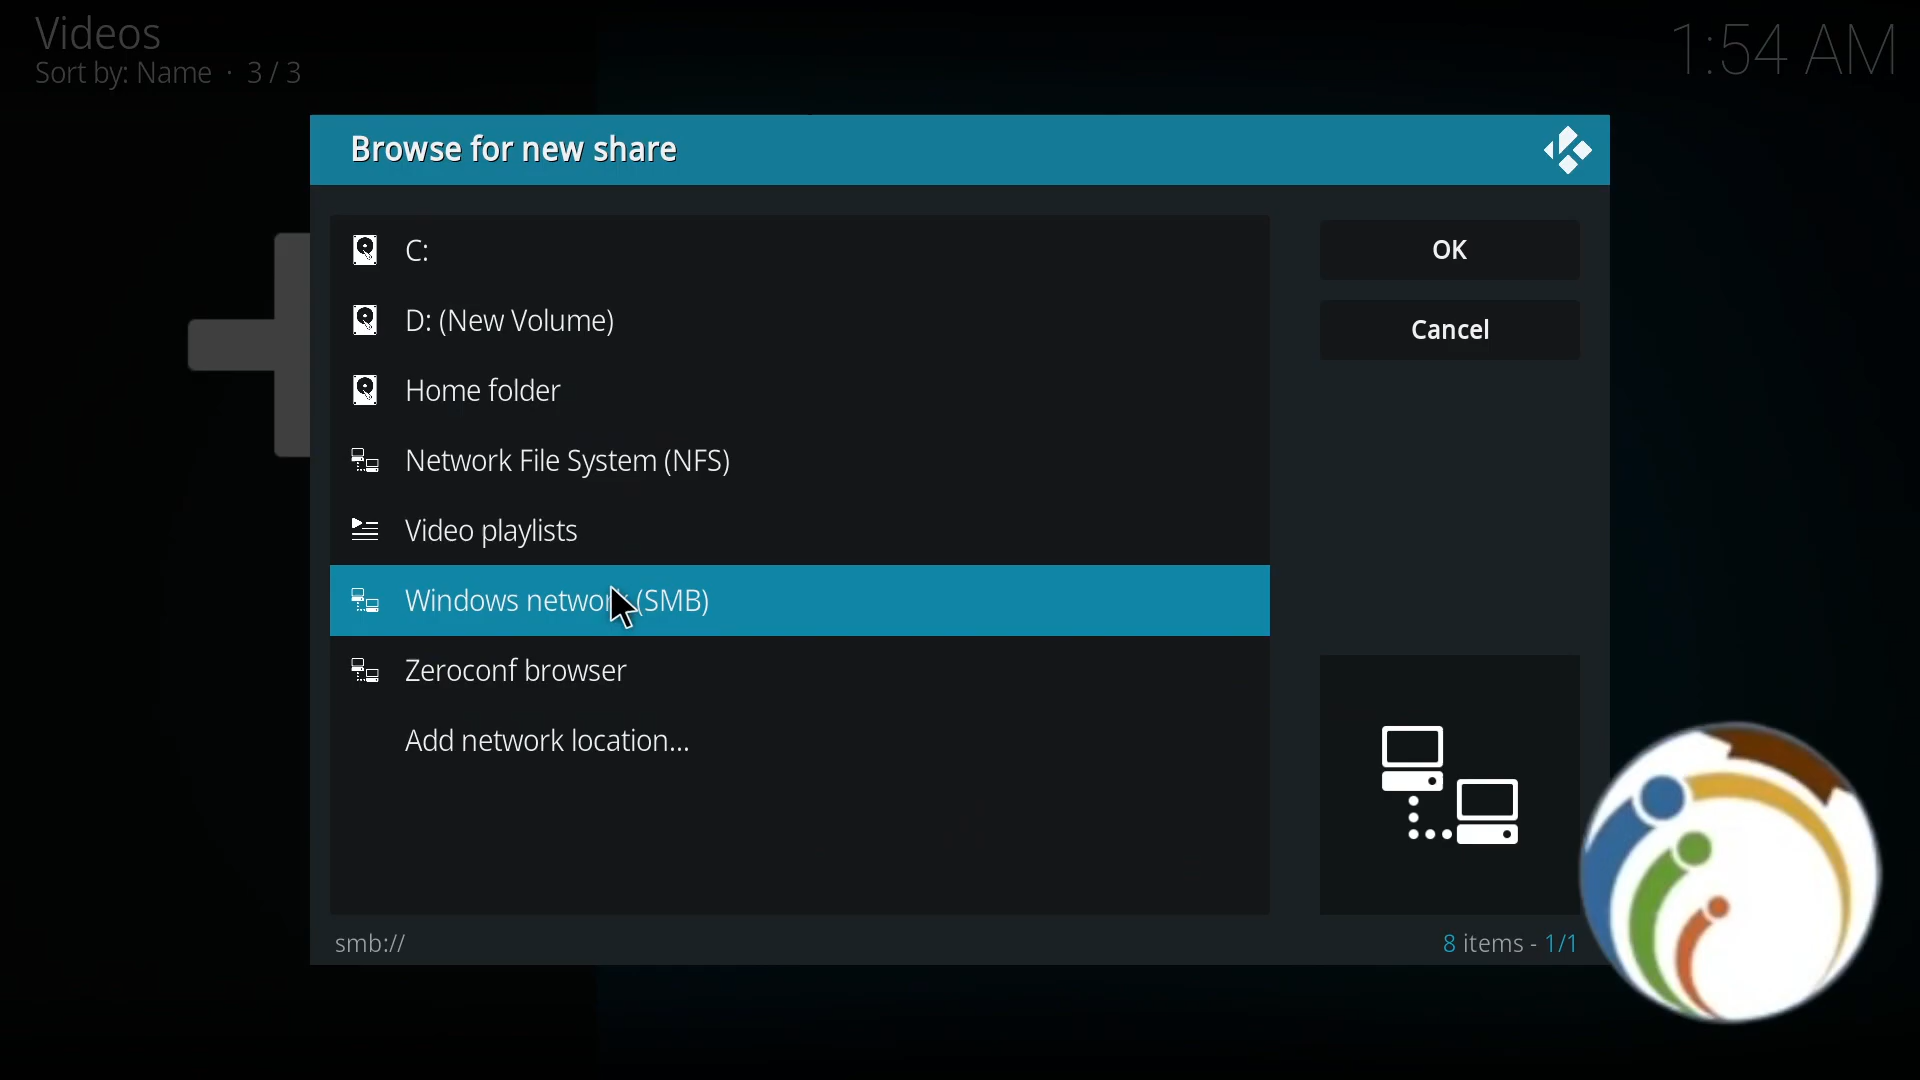 Videos
Sort by: Name · 3 / 3
1:54 AM
Browse for new share
C:
D: (New Volume)
Home folder
Network File System (NFS)
Video playlists
Windows network (SMB)
Zeroconf browser
Add network location...
OK
Cancel
smb://
8 items - 1/1